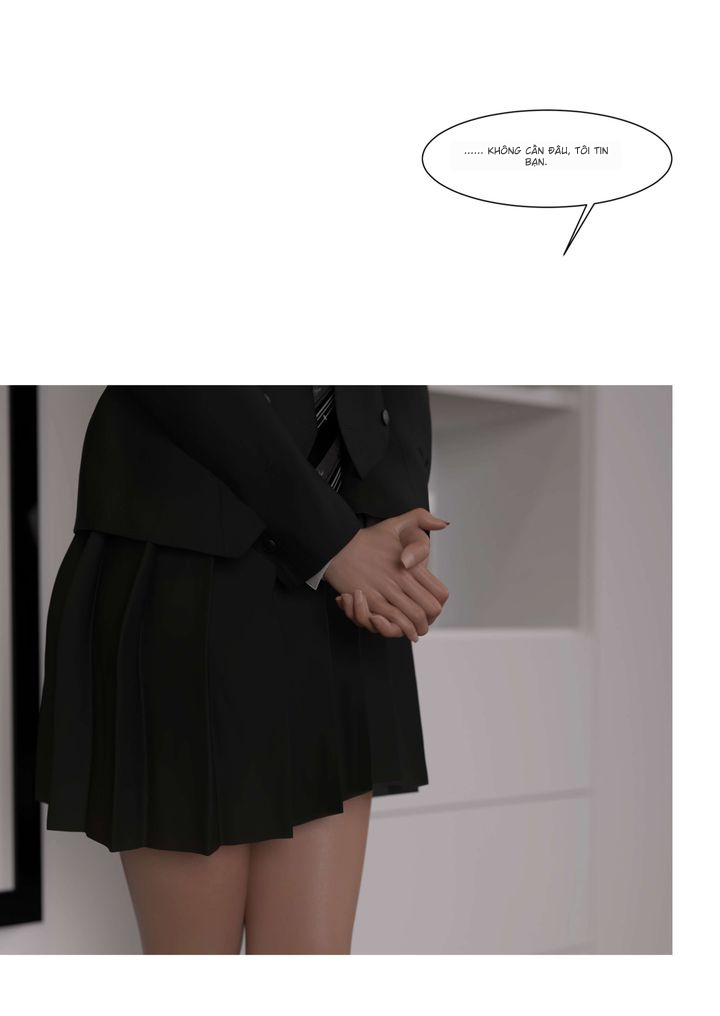 ...... KHÔNG CẦN ĐÂU, TÔI TIN
BẠN.